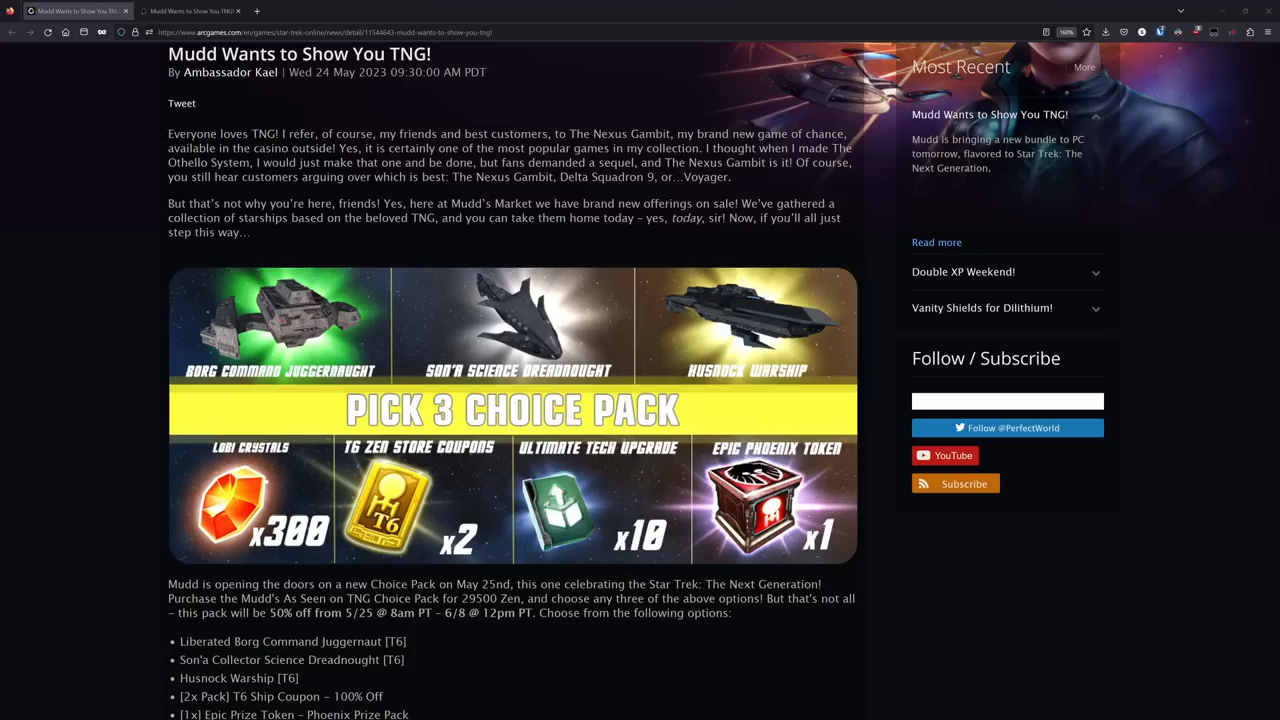 Mudd Wants to Show You TNG!
Mudd Wants to Show You TNG!
https://www.arcgames.com/en/games/star-trek-online/news/detail/11544643-mudd-wants-to-show-you-tng!
160%
Mudd Wants to Show You TNG!
By Ambassador Kael | Wed 24 May 2023 09:30:00 AM PDT
Tweet
Everyone loves TNG! I refer, of course, my friends and best customers, to The Nexus Gambit, my brand new game of chance,
available in the casino outside! Yes, it is certainly one of the most popular games in my collection. I thought when I made The
Othello System, I would just make that one and be done, but fans demanded a sequel, and The Nexus Gambit is it! Of course,
you still hear customers arguing over which is best: The Nexus Gambit, Delta Squadron 9, or…Voyager.
But that’s not why you’re here, friends! Yes, here at Mudd’s Market we have brand new offerings on sale! We’ve gathered a
collection of starships based on the beloved TNG, and you can take them home today – yes, today, sir! Now, if you’ll all just
step this way…
BORG COMMAND JUGGERNAUGHT
SON'A SCIENCE DREADNOUGHT
HUSNOCK WARSHIP
PICK 3 CHOICE PACK
LOBI CRYSTALS
T6 ZEN STORE COUPONS
ULTIMATE TECH UPGRADE
EPIC PHOENIX TOKEN
x300
T6
x2
x10
x1
Mudd is opening the doors on a new Choice Pack on May 25nd, this one celebrating the Star Trek: The Next Generation!
Purchase the Mudd's As Seen on TNG Choice Pack for 29500 Zen, and choose any three of the above options! But that's not all
– this pack will be 50% off from 5/25 @ 8am PT – 6/8 @ 12pm PT. Choose from the following options:
• Liberated Borg Command Juggernaut [T6]
• Son'a Collector Science Dreadnought [T6]
• Husnock Warship [T6]
• [2x Pack] T6 Ship Coupon – 100% Off
• [1x] Epic Prize Token – Phoenix Prize Pack
Most Recent
More
Mudd Wants to Show You TNG!
Mudd is bringing a new bundle to PC
tomorrow, flavored to Star Trek: The
Next Generation.
Read more
Double XP Weekend!
Vanity Shields for Dilithium!
Follow / Subscribe
Follow @PerfectWorld
YouTube
Subscribe